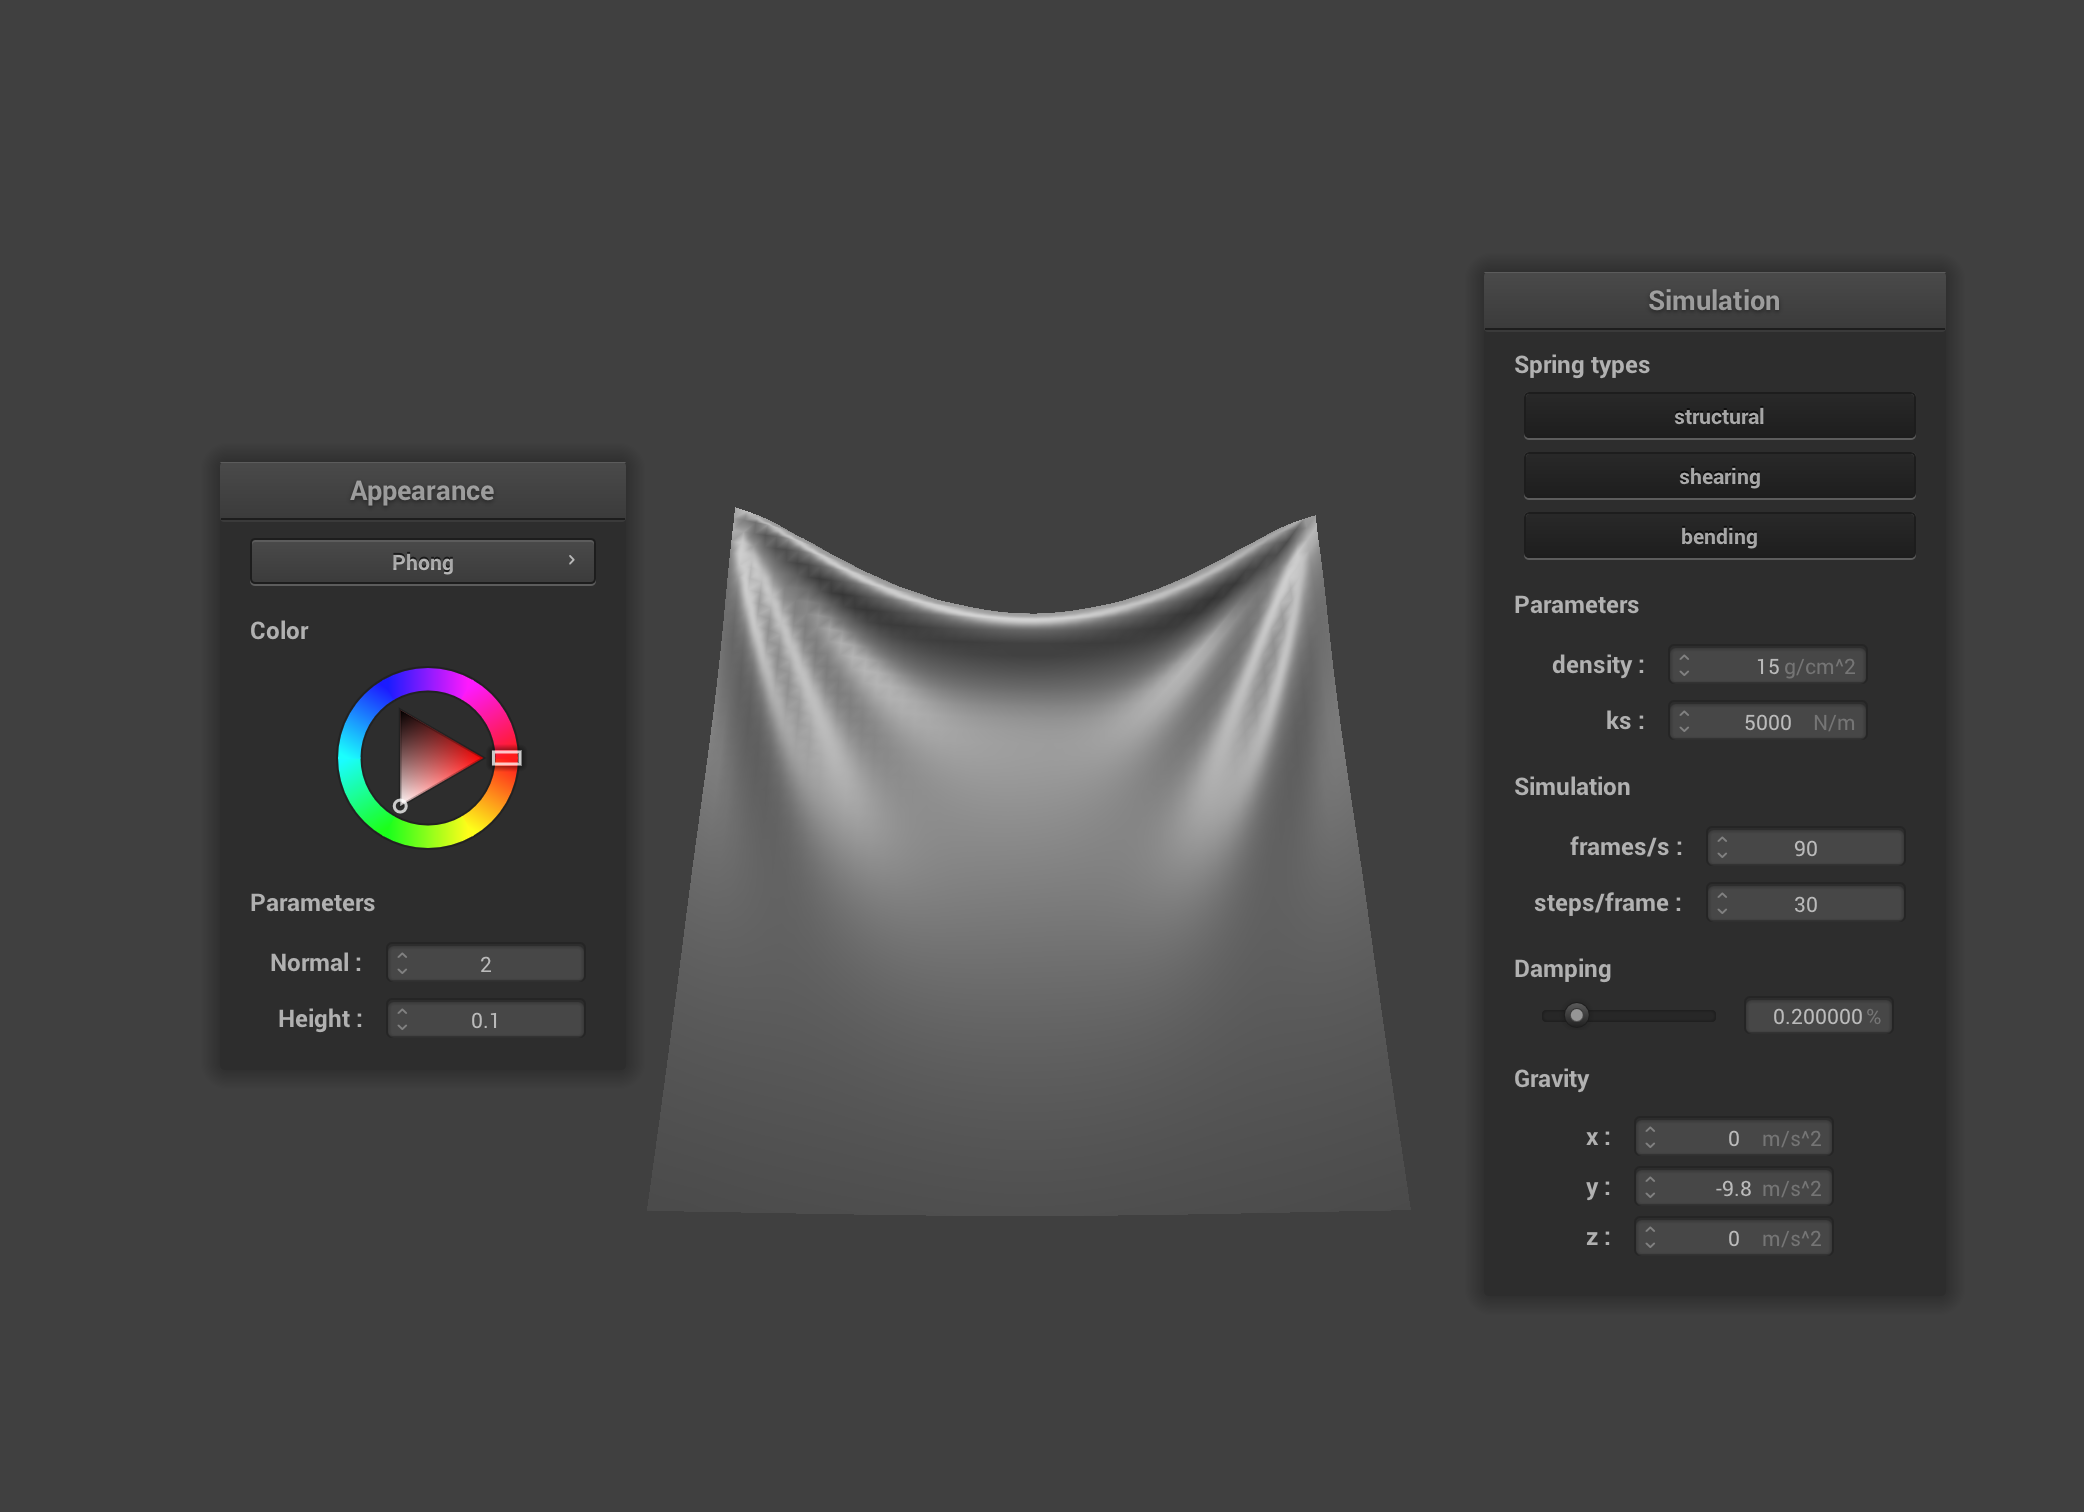 Appearance
Phong ›
Color
Parameters
Normal : 2
Height : 0.1
Simulation
Spring types
structural
shearing
bending
Parameters
density : 15 g/cm^2
ks : 5000 N/m
Simulation
frames/s : 90
steps/frame : 30
Damping
0.200000 %
Gravity
x : 0 m/s^2
y : -9.8 m/s^2
z : 0 m/s^2